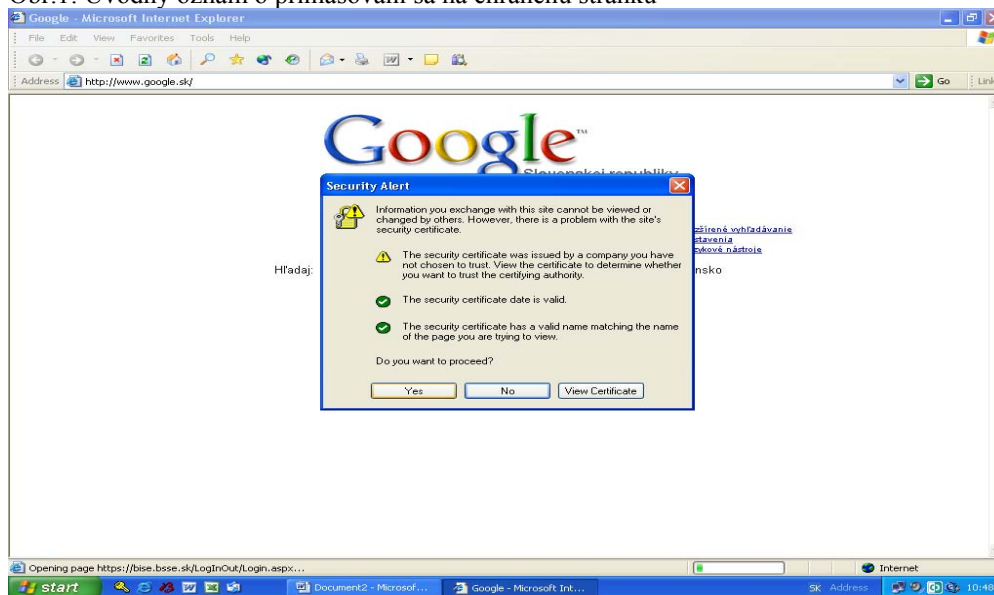 Obr.1: Úvodný oznam o prihlasovaní sa na chránenú stránku
Google - Microsoft Internet Explorer
File Edit View Favorites Tools Help
Address http://www.google.sk/ Go
Google™
Security Alert
Information you exchange with this site cannot be viewed or
changed by others. However, there is a problem with the site's
security certificate.
The security certificate was issued by a company you have
not chosen to trust. View the certificate to determine whether
you want to trust the certifying authority.
The security certificate date is valid.
The security certificate has a valid name matching the name
of the page you are trying to view.
Do you want to proceed?
Yes No View Certificate
Hľadaj:
Opening page https://bise.bsse.sk/LogInOut/Login.aspx... Internet
start Document2 - Microsof... Google - Microsoft Int... SK Address 10:48